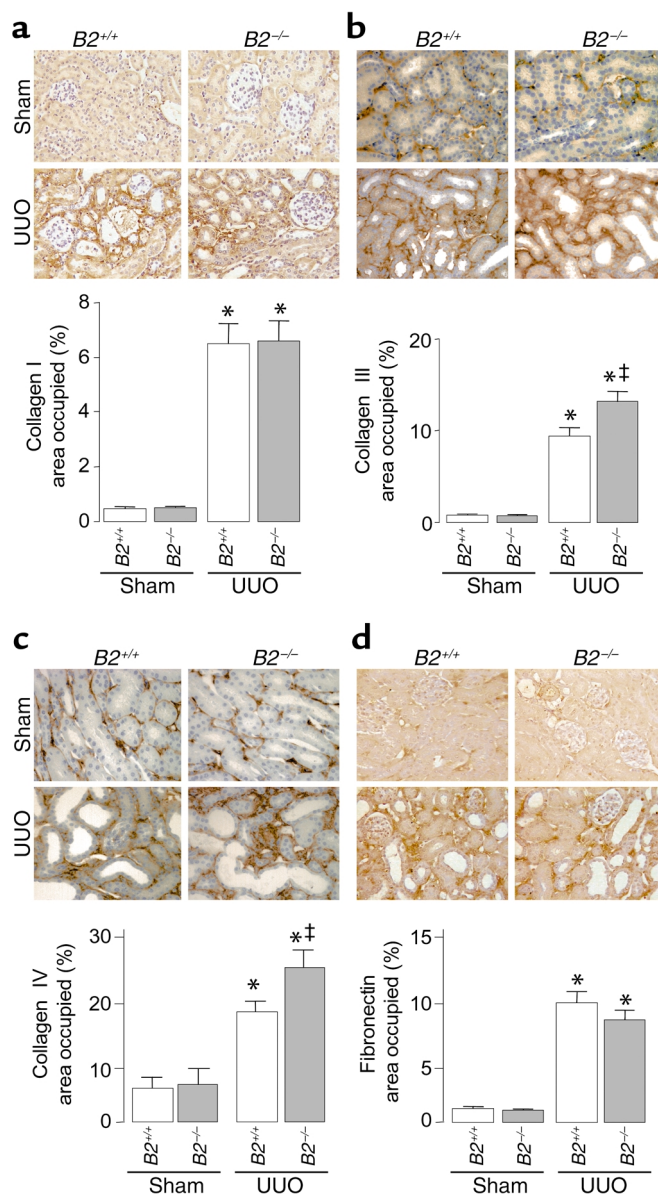 a
B2+/+ B2–/–
Sham
UUO
8
6
4
2
0
Collagen I
area occupied (%)
* *
B2+/+ B2–/– B2+/+ B2–/–
Sham UUO
b
B2+/+ B2–/–
20
10
0
Collagen III
area occupied (%)
* *‡
B2+/+ B2–/– B2+/+ B2–/–
Sham UUO
c
B2+/+ B2–/–
Sham
UUO
30
20
10
0
Collagen IV
area occupied (%)
* *‡
B2+/+ B2–/– B2+/+ B2–/–
Sham UUO
d
B2+/+ B2–/–
15
10
5
0
Fibronectin
area occupied (%)
* *
B2+/+ B2–/– B2+/+ B2–/–
Sham UUO